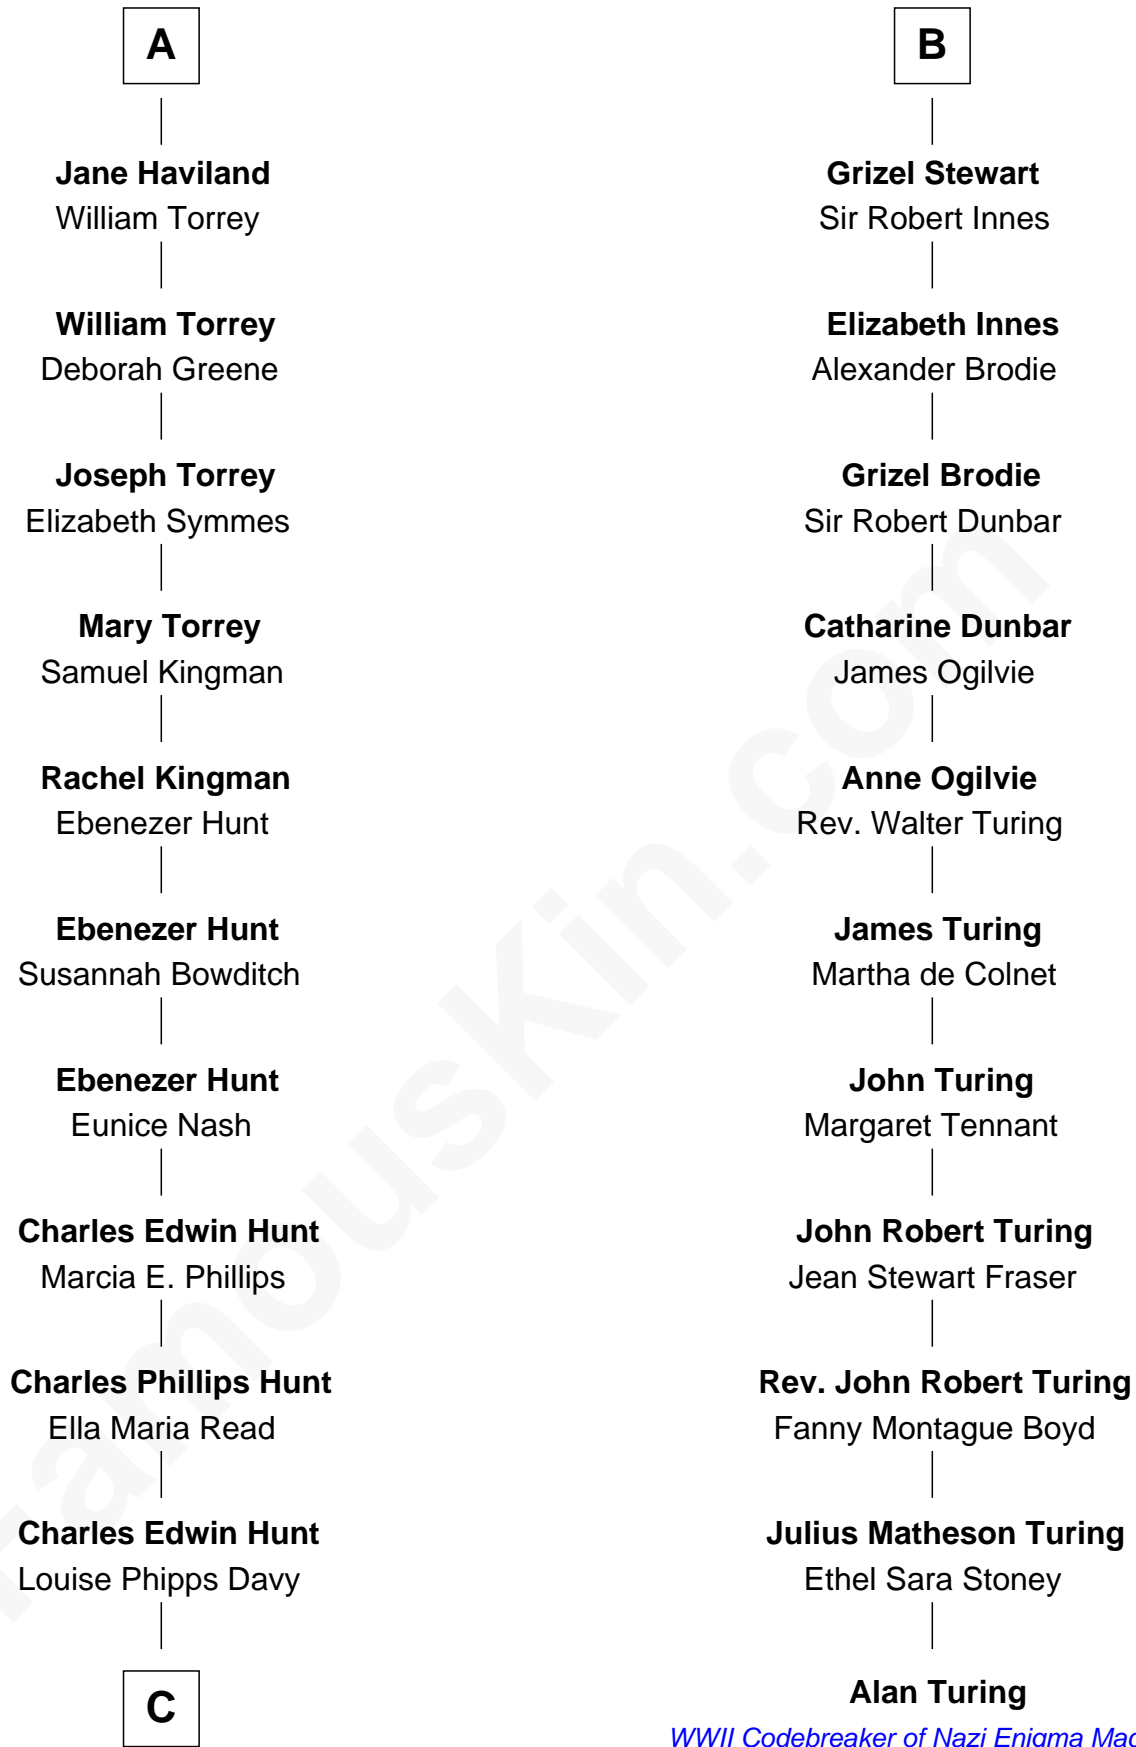 A
Jane Haviland
William Torrey
William Torrey
Deborah Greene
Joseph Torrey
Elizabeth Symmes
Mary Torrey
Samuel Kingman
Rachel Kingman
Ebenezer Hunt
Ebenezer Hunt
Susannah Bowditch
Ebenezer Hunt
Eunice Nash
Charles Edwin Hunt
Marcia E. Phillips
Charles Phillips Hunt
Ella Maria Read
Charles Edwin Hunt
Louise Phipps Davy
C
B
Grizel Stewart
Sir Robert Innes
Elizabeth Innes
Alexander Brodie
Grizel Brodie
Sir Robert Dunbar
Catharine Dunbar
James Ogilvie
Anne Ogilvie
Rev. Walter Turing
James Turing
Martha de Colnet
John Turing
Margaret Tennant
John Robert Turing
Jean Stewart Fraser
Rev. John Robert Turing
Fanny Montague Boyd
Julius Matheson Turing
Ethel Sara Stoney
Alan Turing
WWII Codebreaker of Nazi Enigma
FamousKin.com